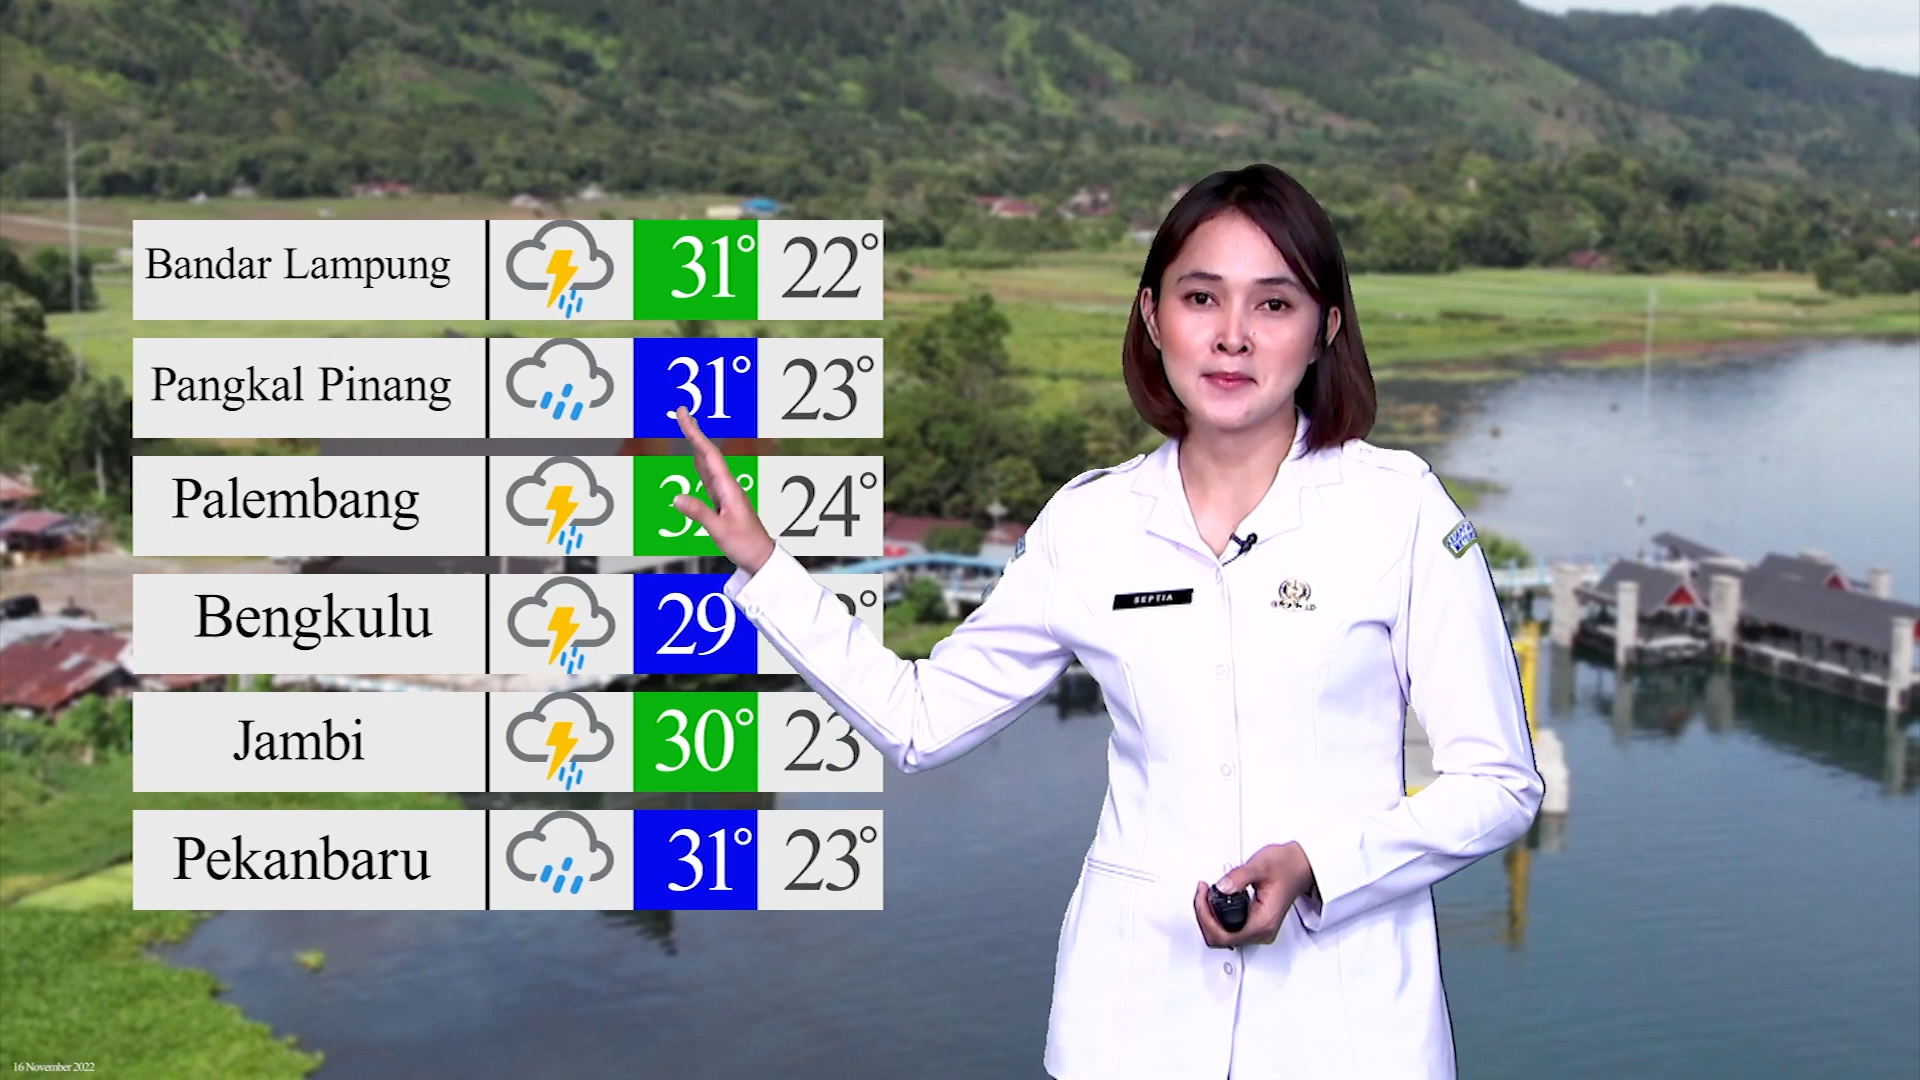 Bandar Lampung 31° 22°
Pangkal Pinang 31° 23°
Palembang 32° 24°
Bengkulu 29
Jambi 30° 23
Pekanbaru 31° 23°
SEPTIA
16 November 2022